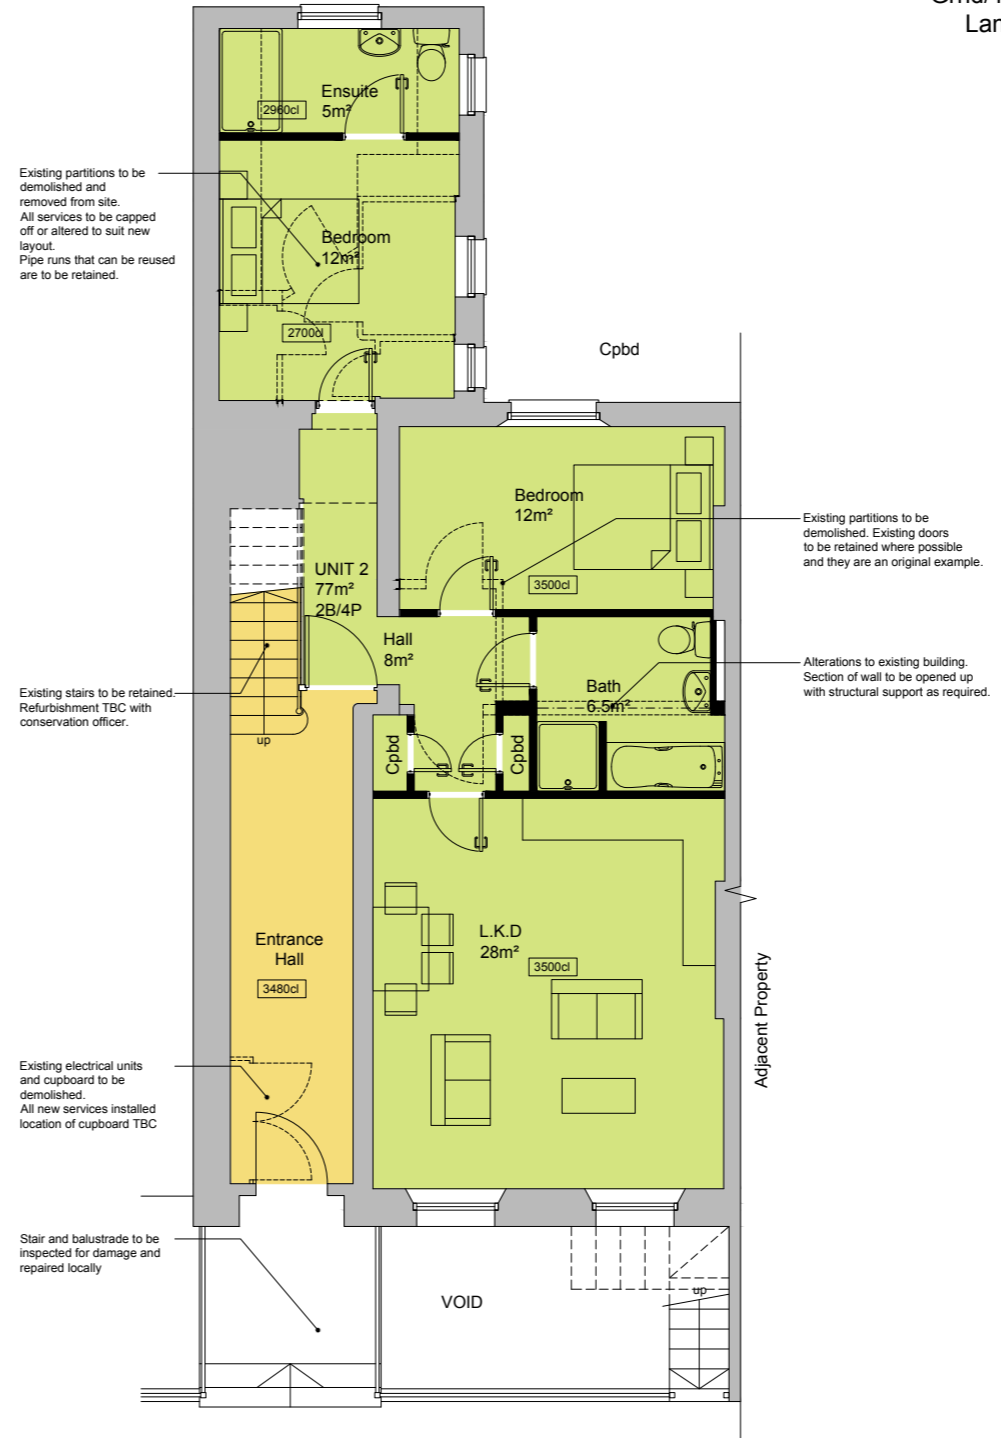 Ensuite
5m²
2960cl
Existing partitions to be
demolished and
removed from site.
All services to be capped
off or altered to suit new
layout.
Pipe runs that can be reused
are to be retained.
Bedroom
12m²
2700cl
Cpbd
Bedroom
12m²
3500cl
Existing partitions to be
demolished. Existing doors
to be retained where possible
and they are an original example.
UNIT 2
77m²
2B/4P
Hall
8m²
Bath
6.5m²
Alterations to existing building.
Section of wall to be opened up
with structural support as required.
Existing stairs to be retained.
Refurbishment TBC with
conservation officer.
up
Cpbd
Cpbd
L.K.D
28m²
3500cl
Entrance
Hall
3480cl
Adjacent Property
Existing electrical units
and cupboard to be
demolished.
All new services installed
location of cupboard TBC
Stair and balustrade to be
inspected for damage and
repaired locally
VOID
up